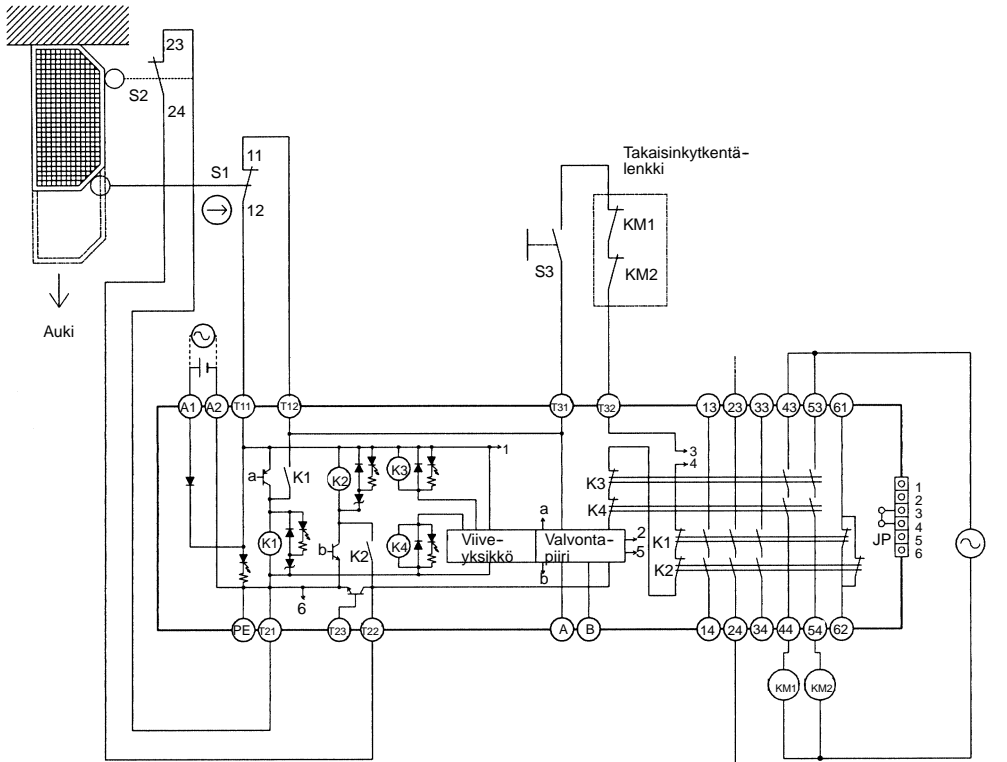 23
S2
24
11
S1
12
Auki
Takaisinkytkentä-
lenkki
KM1
KM2
S3
A1
A2
T11
T12
T31
T32
13
23
33
43
53
61
1
a
K1
K2
K3
3
4
K3
a
K4
1
2
3
4
5
6
JP
K1
b
K2
K4
Viive-
yksikkö
Valvonta-
piiri
2
5
b
K1
K2
6
PE
T21
T23
T22
A
B
14
24
34
44
54
62
KM1
KM2